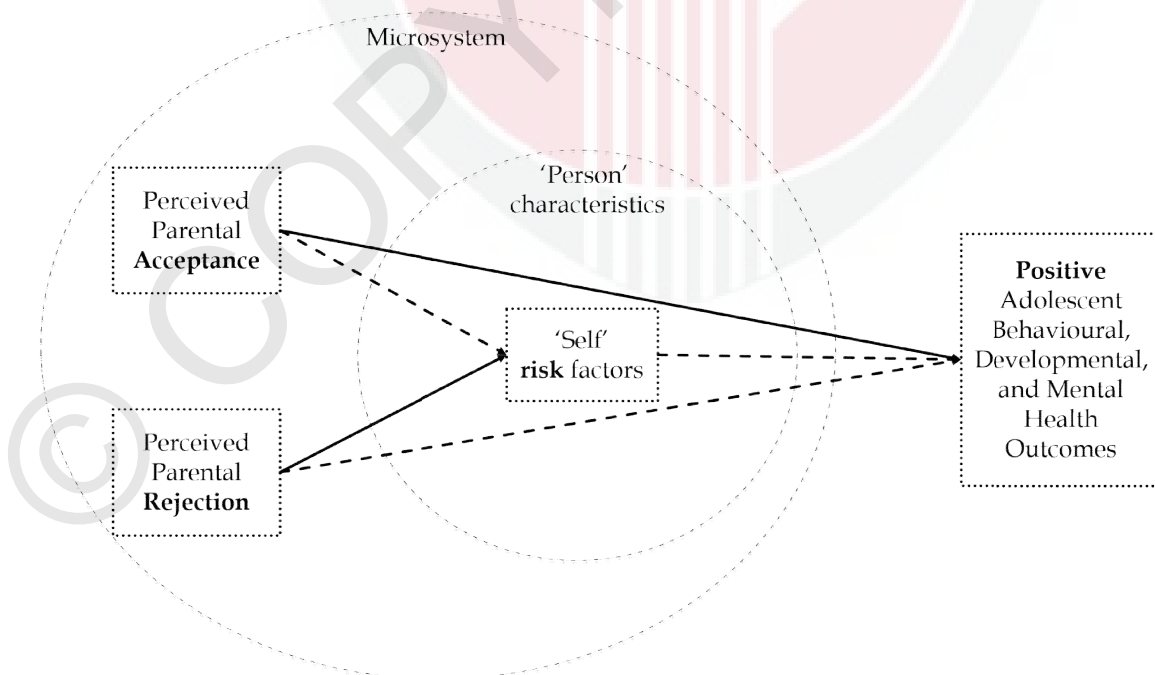 Microsystem
'Person'
characteristics
Perceived
Parental
Acceptance
'Self'
risk factors
Perceived
Parental
Rejection
Positive
Adolescent
Behavioural,
Developmental,
and Mental
Health
Outcomes
© COPY